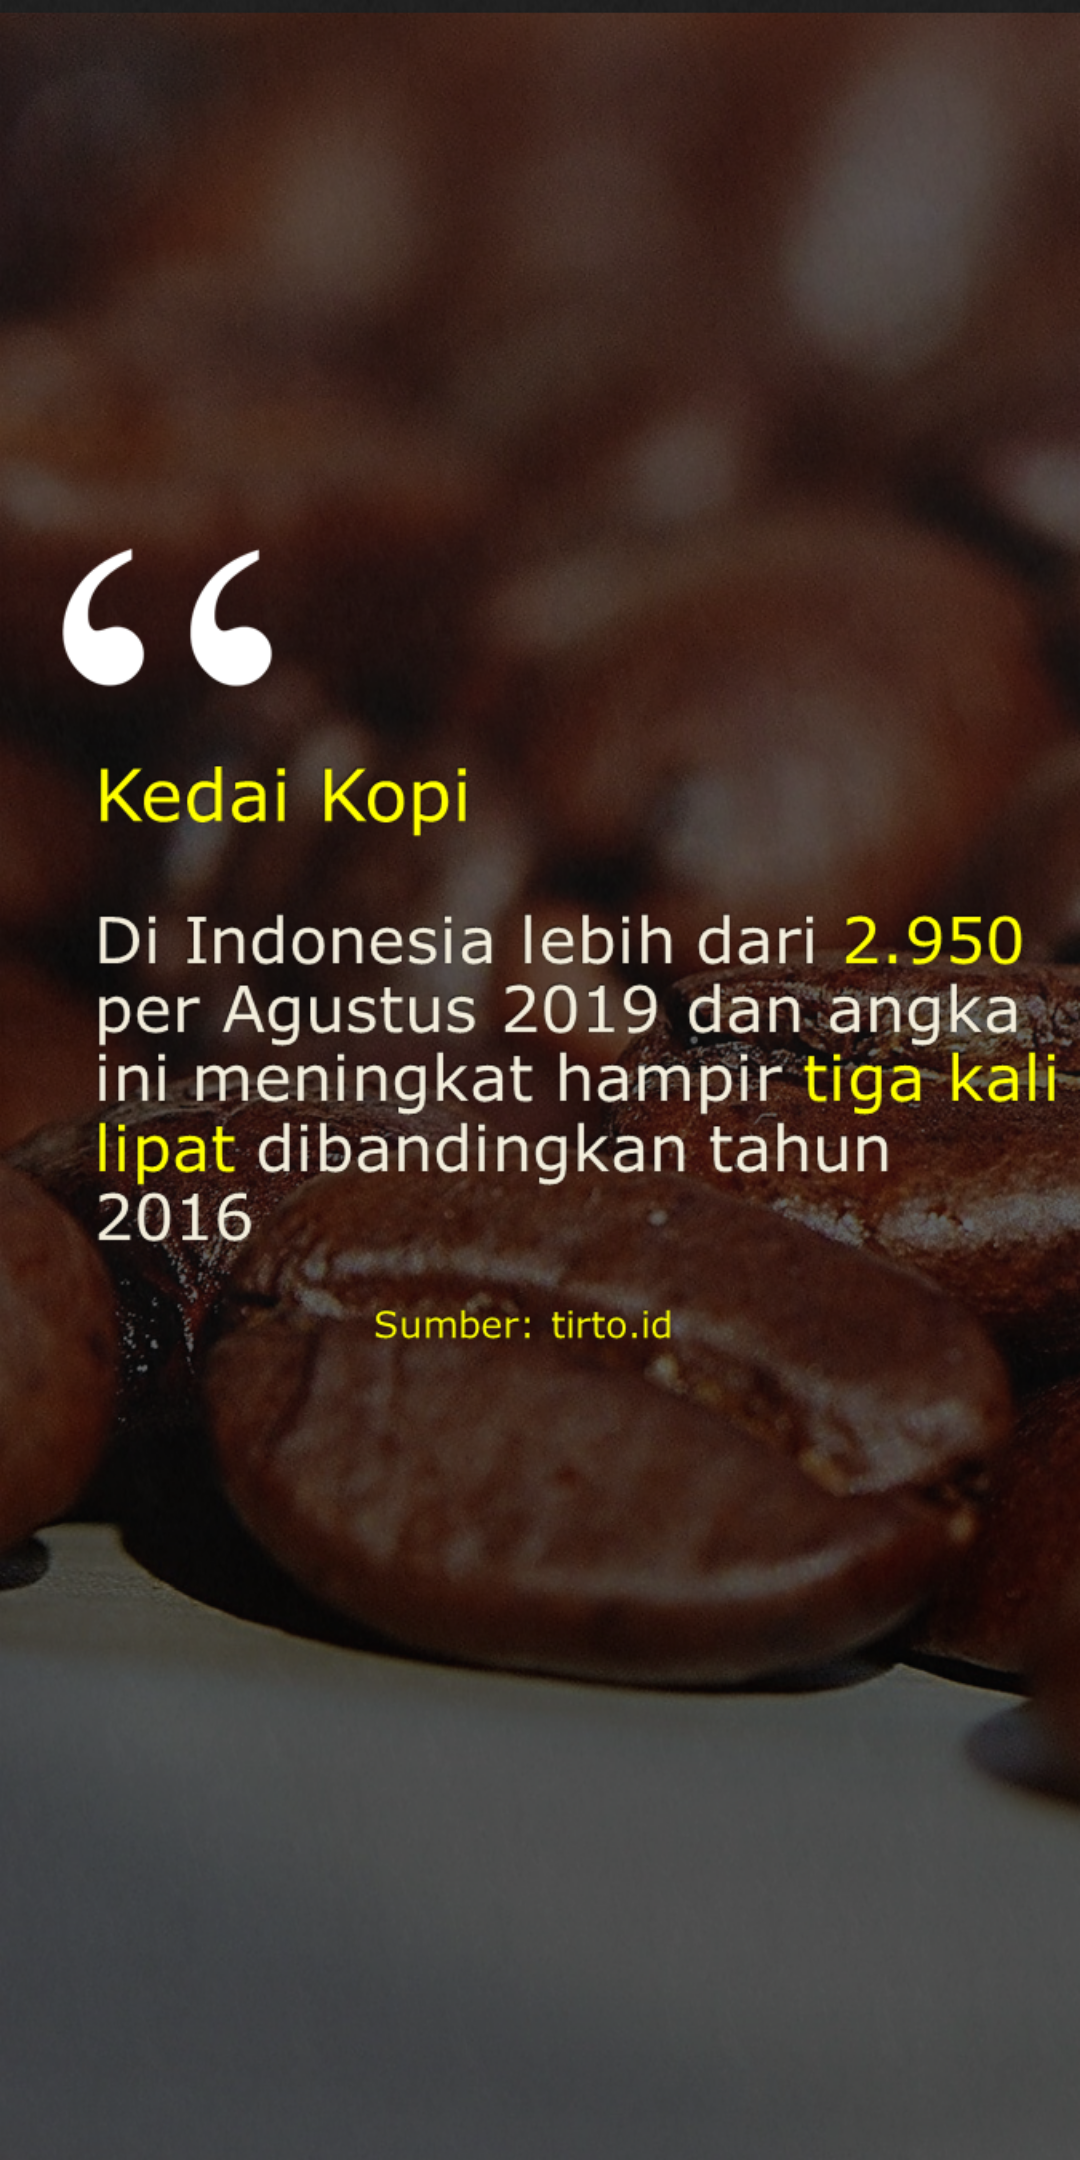 “
Kedai Kopi
Di Indonesia lebih dari 2.950
per Agustus 2019 dan angka
ini meningkat hampir tiga kali
lipat dibandingkan tahun
2016
Sumber: tirto.id